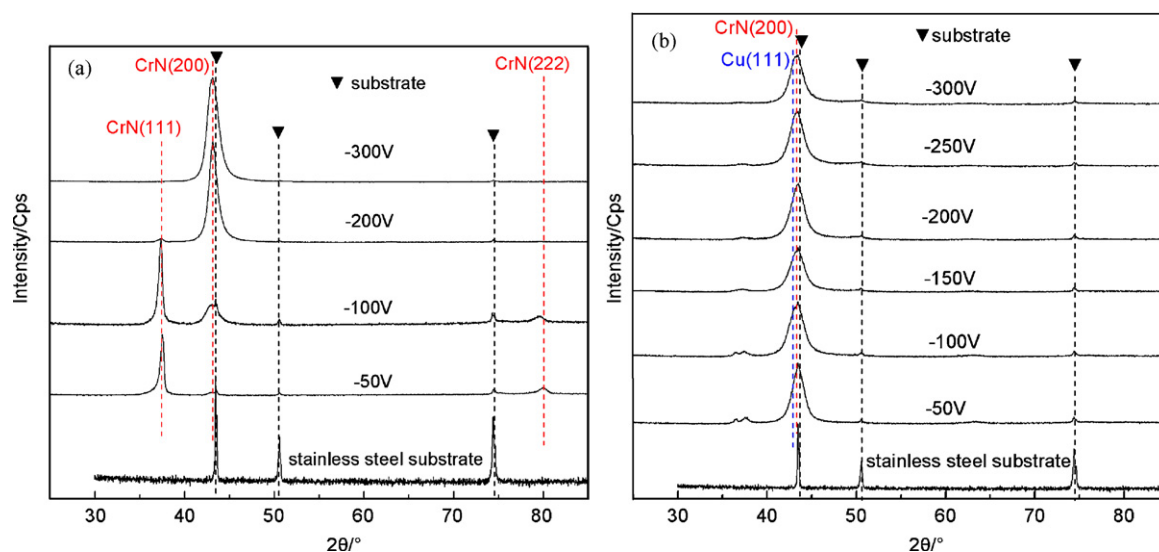 (a)
CrN(200)
▼ substrate
CrN(222)
CrN(111)
-300V
-200V
-100V
-50V
stainless steel substrate
Intensity/Cps
30 40 50 60 70 80
2θ/°
(b)
CrN(200)
▼ substrate
Cu(111)
-300V
-250V
-200V
-150V
-100V
-50V
stainless steel substrate
Intensity/Cps
30 40 50 60 70 80
2θ/°